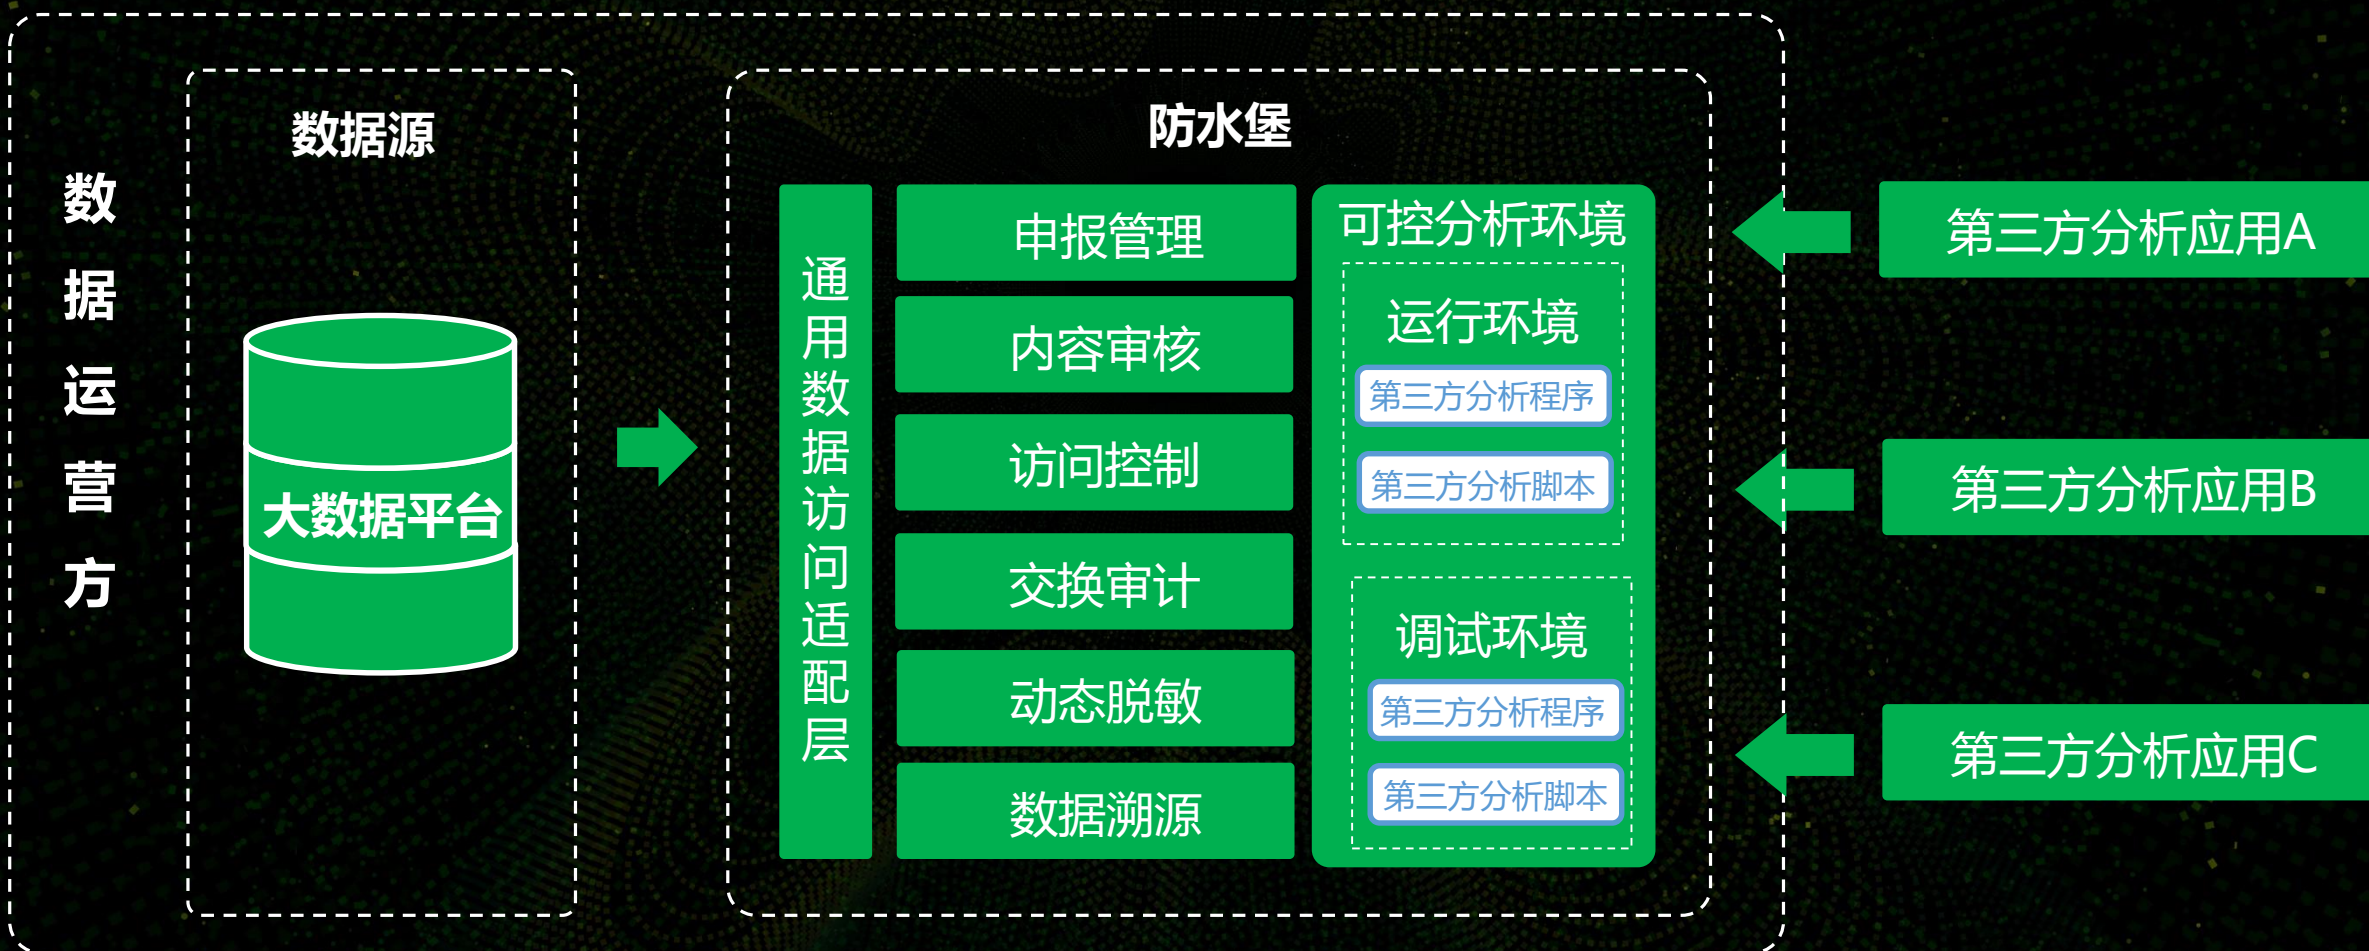 数据运营方
数据源
大数据平台
防水堡
通用数据访问适配层
申报管理
内容审核
访问控制
交换审计
动态脱敏
数据溯源
可控分析环境
运行环境
第三方分析程序
第三方分析脚本
调试环境
第三方分析程序
第三方分析脚本
第三方分析应用A
第三方分析应用B
第三方分析应用C